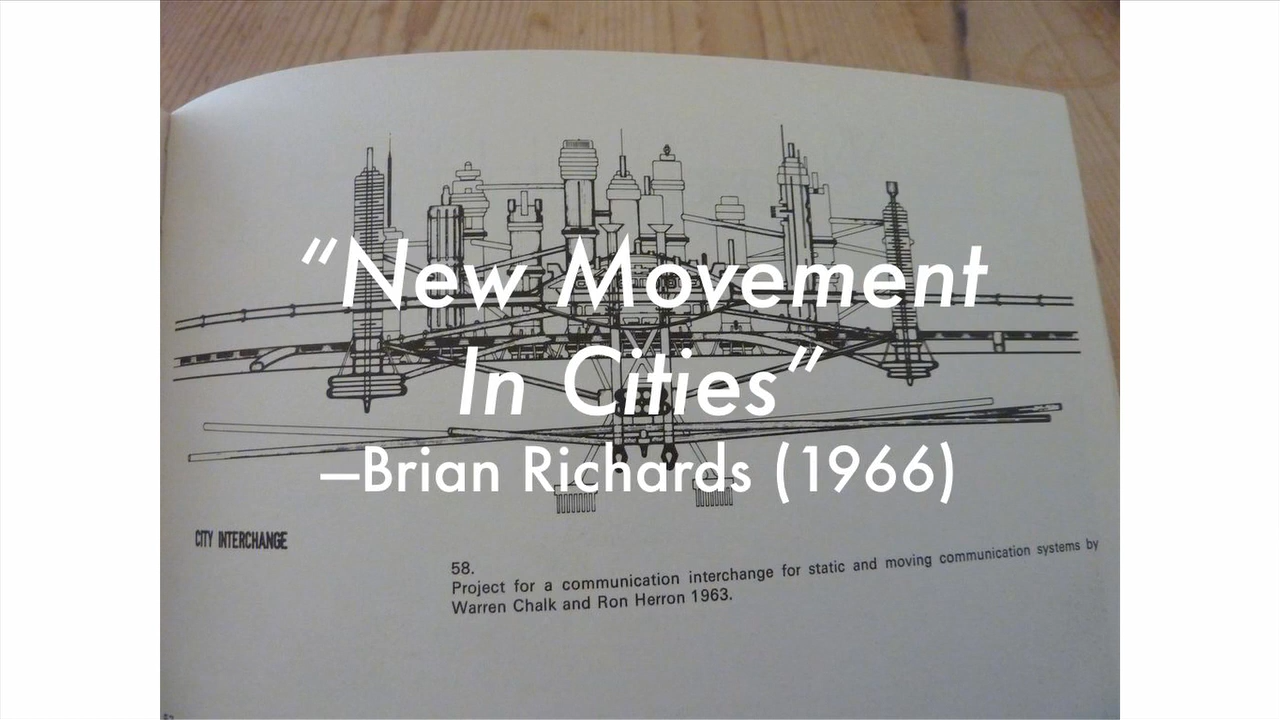 “New Movement
In Cities”
—Brian Richards (1966)
CITY INTERCHANGE
58.
Project for a communication interchange for static and moving communication systems by
Warren Chalk and Ron Herron 1963.